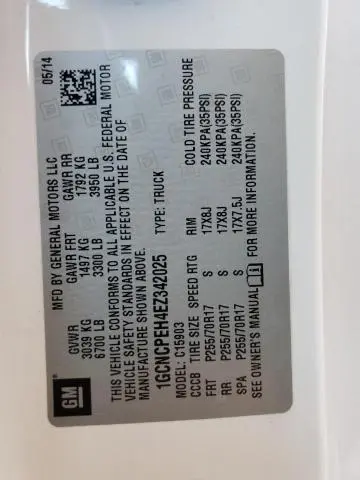 GM
MFD BY GENERAL MOTORS LLC 05/14
GVWR GAWR FRT GAWR RR
3039 KG 1497 KG 1792 KG
6700 LB 3300 LB 3950 LB
THIS VEHICLE CONFORMS TO ALL APPLICABLE U.S. FEDERAL MOTOR
VEHICLE SAFETY STANDARDS IN EFFECT ON THE DATE OF
MANUFACTURE SHOWN ABOVE.
1GCNCPEH4EZ342025 TYPE: TRUCK
MODEL: C15903
CCCB TIRE SIZE SPEED RTG RIM COLD TIRE PRESSURE
FRT P255/70R17 S 17X8J 240KPA(35PSI)
RR P255/70R17 S 17X8J 240KPA(35PSI)
SPA P255/70R17 S 17X7.5J 240KPA(35PSI)
SEE OWNER'S MANUAL FOR MORE INFORMATION.